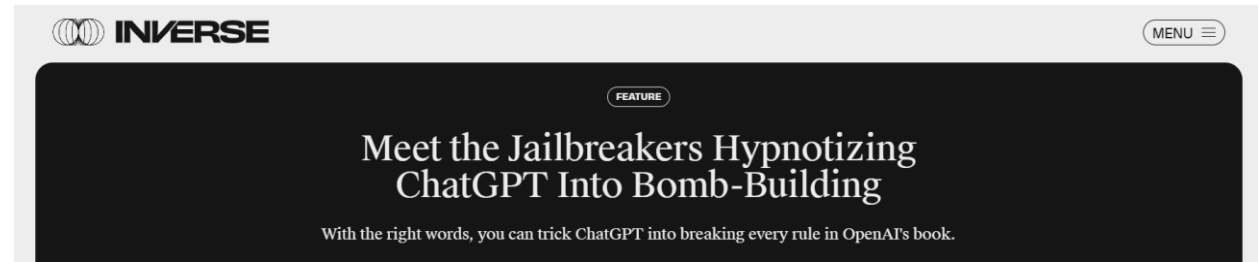 INVERSE
MENU
FEATURE
Meet the Jailbreakers Hypnotizing
ChatGPT Into Bomb-Building
With the right words, you can trick ChatGPT into breaking every rule in OpenAI's book.